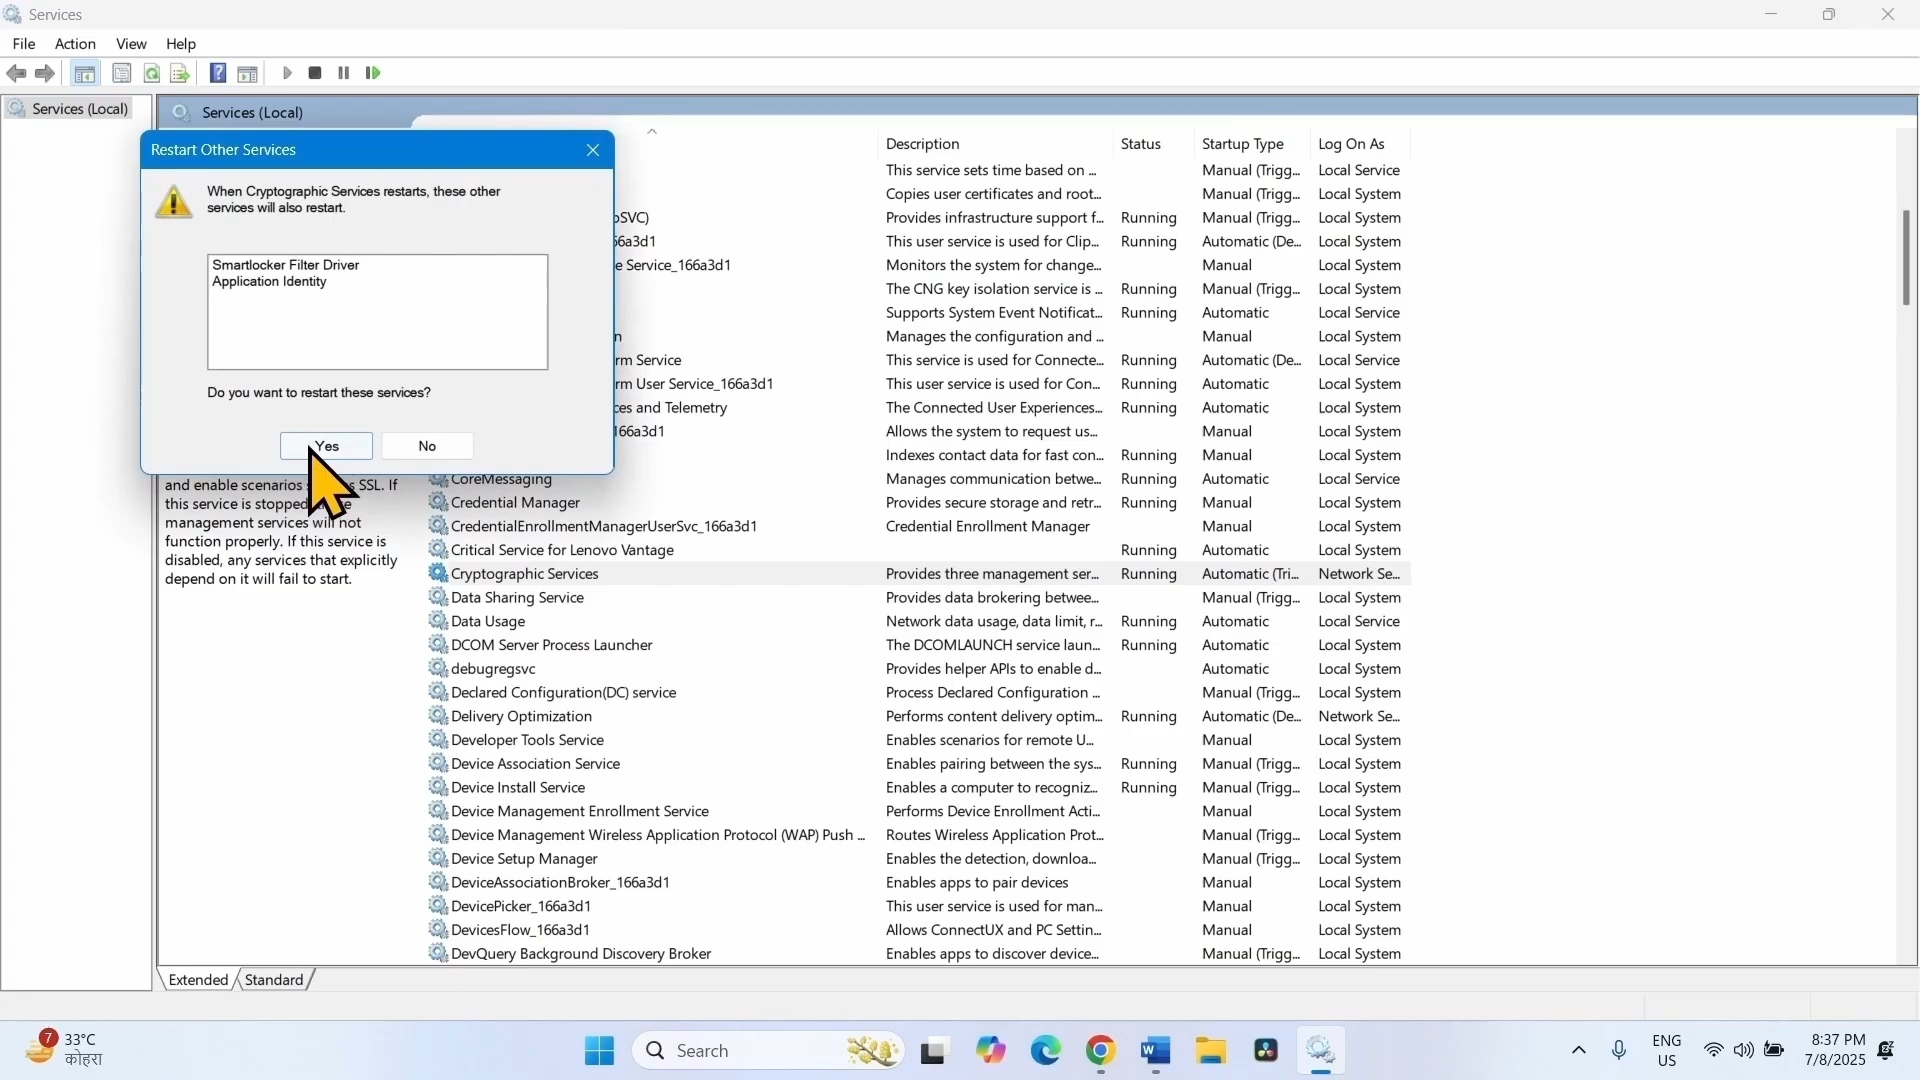 Services
File Action View Help
Services (Local)
Services (Local)
Restart Other Services
When Cryptographic Services restarts, these other
services will also restart.
Smartlocker Filter Driver
Application Identity
Do you want to restart these services?
Yes No
and enable scenarios SSL. If
this service is stopped,
management services will not
function properly. If this service is
disabled, any services that explicitly
depend on it will fail to start.
Description Status Startup Type Log On As
This service sets time based on ... Manual (Trigg... Local Service
Copies user certificates and root... Manual (Trigg... Local System
pSVC) Provides infrastructure support f... Running Manual (Trigg... Local System
66a3d1 This user service is used for Clip... Running Automatic (De... Local System
e Service_166a3d1 Monitors the system for change... Manual Local System
The CNG key isolation service is ... Running Manual (Trigg... Local System
Supports System Event Notificat... Running Automatic Local Service
n Manages the configuration and ... Manual Local System
rm Service This service is used for Connecte... Running Automatic (De... Local Service
rm User Service_166a3d1 This user service is used for Con... Running Automatic Local System
ces and Telemetry The Connected User Experiences... Running Automatic Local System
166a3d1 Allows the system to request us... Manual Local System
Indexes contact data for fast con... Running Manual Local System
CoreMessaging Manages communication betwe... Running Automatic Local Service
Credential Manager Provides secure storage and retr... Running Manual Local System
CredentialEnrollmentManagerUserSvc_166a3d1 Credential Enrollment Manager Manual Local System
Critical Service for Lenovo Vantage Running Automatic Local System
Cryptographic Services Provides three management ser... Running Automatic (Tri... Network Se...
Data Sharing Service Provides data brokering betwee... Manual (Trigg... Local System
Data Usage Network data usage, data limit, r... Running Automatic Local Service
DCOM Server Process Launcher The DCOMLAUNCH service laun... Running Automatic Local System
debugregsvc Provides helper APIs to enable d... Automatic Local System
Declared Configuration(DC) service Process Declared Configuration ... Manual (Trigg... Local System
Delivery Optimization Performs content delivery optim... Running Automatic (De... Network Se...
Developer Tools Service Enables scenarios for remote U... Manual Local System
Device Association Service Enables pairing between the sys... Running Manual (Trigg... Local System
Device Install Service Enables a computer to recogniz... Running Manual (Trigg... Local System
Device Management Enrollment Service Performs Device Enrollment Acti... Manual Local System
Device Management Wireless Application Protocol (WAP) Push ... Routes Wireless Application Prot... Manual (Trigg... Local System
Device Setup Manager Enables the detection, downloa... Manual (Trigg... Local System
DeviceAssociationBroker_166a3d1 Enables apps to pair devices Manual Local System
DevicePicker_166a3d1 This user service is used for man... Manual Local System
DevicesFlow_166a3d1 Allows ConnectUX and PC Settin... Manual Local System
DevQuery Background Discovery Broker Enables apps to discover device... Manual (Trigg... Local System
Extended Standard
7 33°C
कोहरा
Search
ENG
US
8:37 PM
7/8/2025